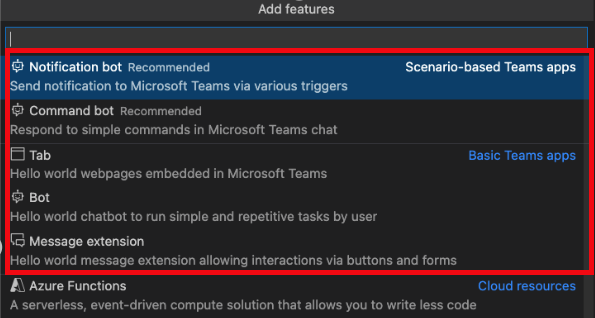 Add features
Notification bot Recommended Scenario-based Teams apps
Send notification to Microsoft Teams via various triggers
Command bot Recommended
Respond to simple commands in Microsoft Teams chat
Tab Basic Teams apps
Hello world webpages embedded in Microsoft Teams
Bot
Hello world chatbot to run simple and repetitive tasks by user
Message extension
Hello world message extension allowing interactions via buttons and forms
Azure Functions Cloud resources
A serverless, event-driven compute solution that allows you to write less code